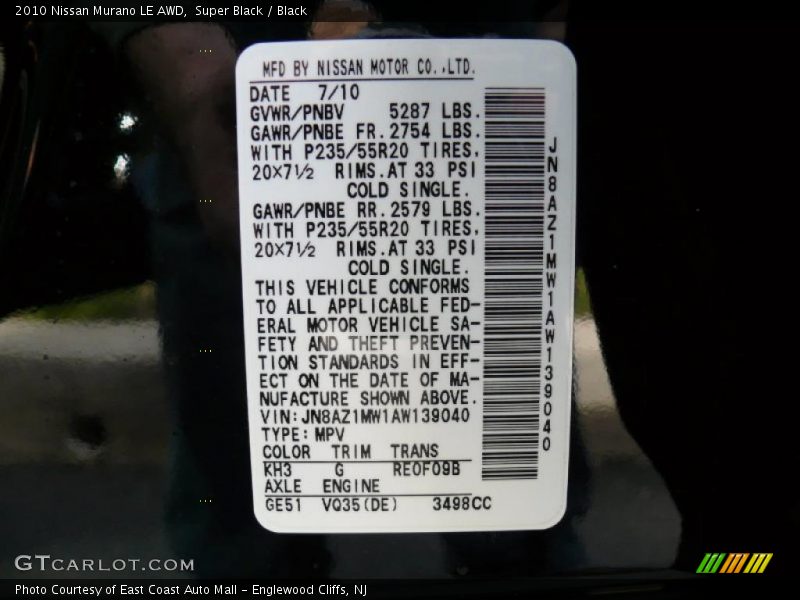 2010 Nissan Murano LE AWD,  Super Black / Black
MFD BY NISSAN MOTOR CO.,LTD.
DATE 7/10
GVWR/PNBV 5287 LBS.
GAWR/PNBE FR.2754 LBS.
WITH P235/55R20 TIRES,
20×7½ RIMS.AT 33 PSI
COLD SINGLE.
GAWR/PNBE RR.2579 LBS.
WITH P235/55R20 TIRES,
20×7½ RIMS.AT 33 PSI
COLD SINGLE.
THIS VEHICLE CONFORMS
TO ALL APPLICABLE FED-
ERAL MOTOR VEHICLE SA-
FETY AND THEFT PREVEN-
TION STANDARDS IN EFF-
ECT ON THE DATE OF MA-
NUFACTURE SHOWN ABOVE.
VIN:JN8AZ1MW1AW139040
TYPE:MPV
COLOR TRIM TRANS
KH3 G RE0F09B
AXLE ENGINE
GE51 VQ35(DE) 3498CC
JN8AZ1MW1AW139040
GTCARLOT.COM
Photo Courtesy of East Coast Auto Mall - Englewood Cliffs, NJ